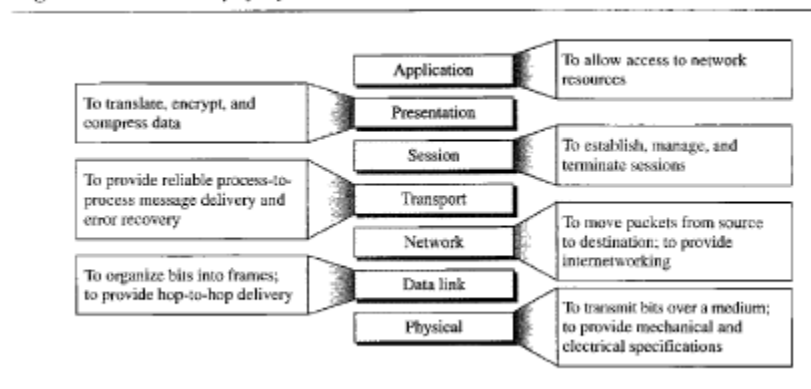 Application
To allow access to network
resources
To translate, encrypt, and
compress data
Presentation
Session
To establish, manage, and
terminate sessions
To provide reliable process-to-
process message delivery and
error recovery
Transport
Network
To move packets from source
to destination; to provide
internetworking
To organize bits into frames;
to provide hop-to-hop delivery
Data link
Physical
To transmit bits over a medium;
to provide mechanical and
electrical specifications